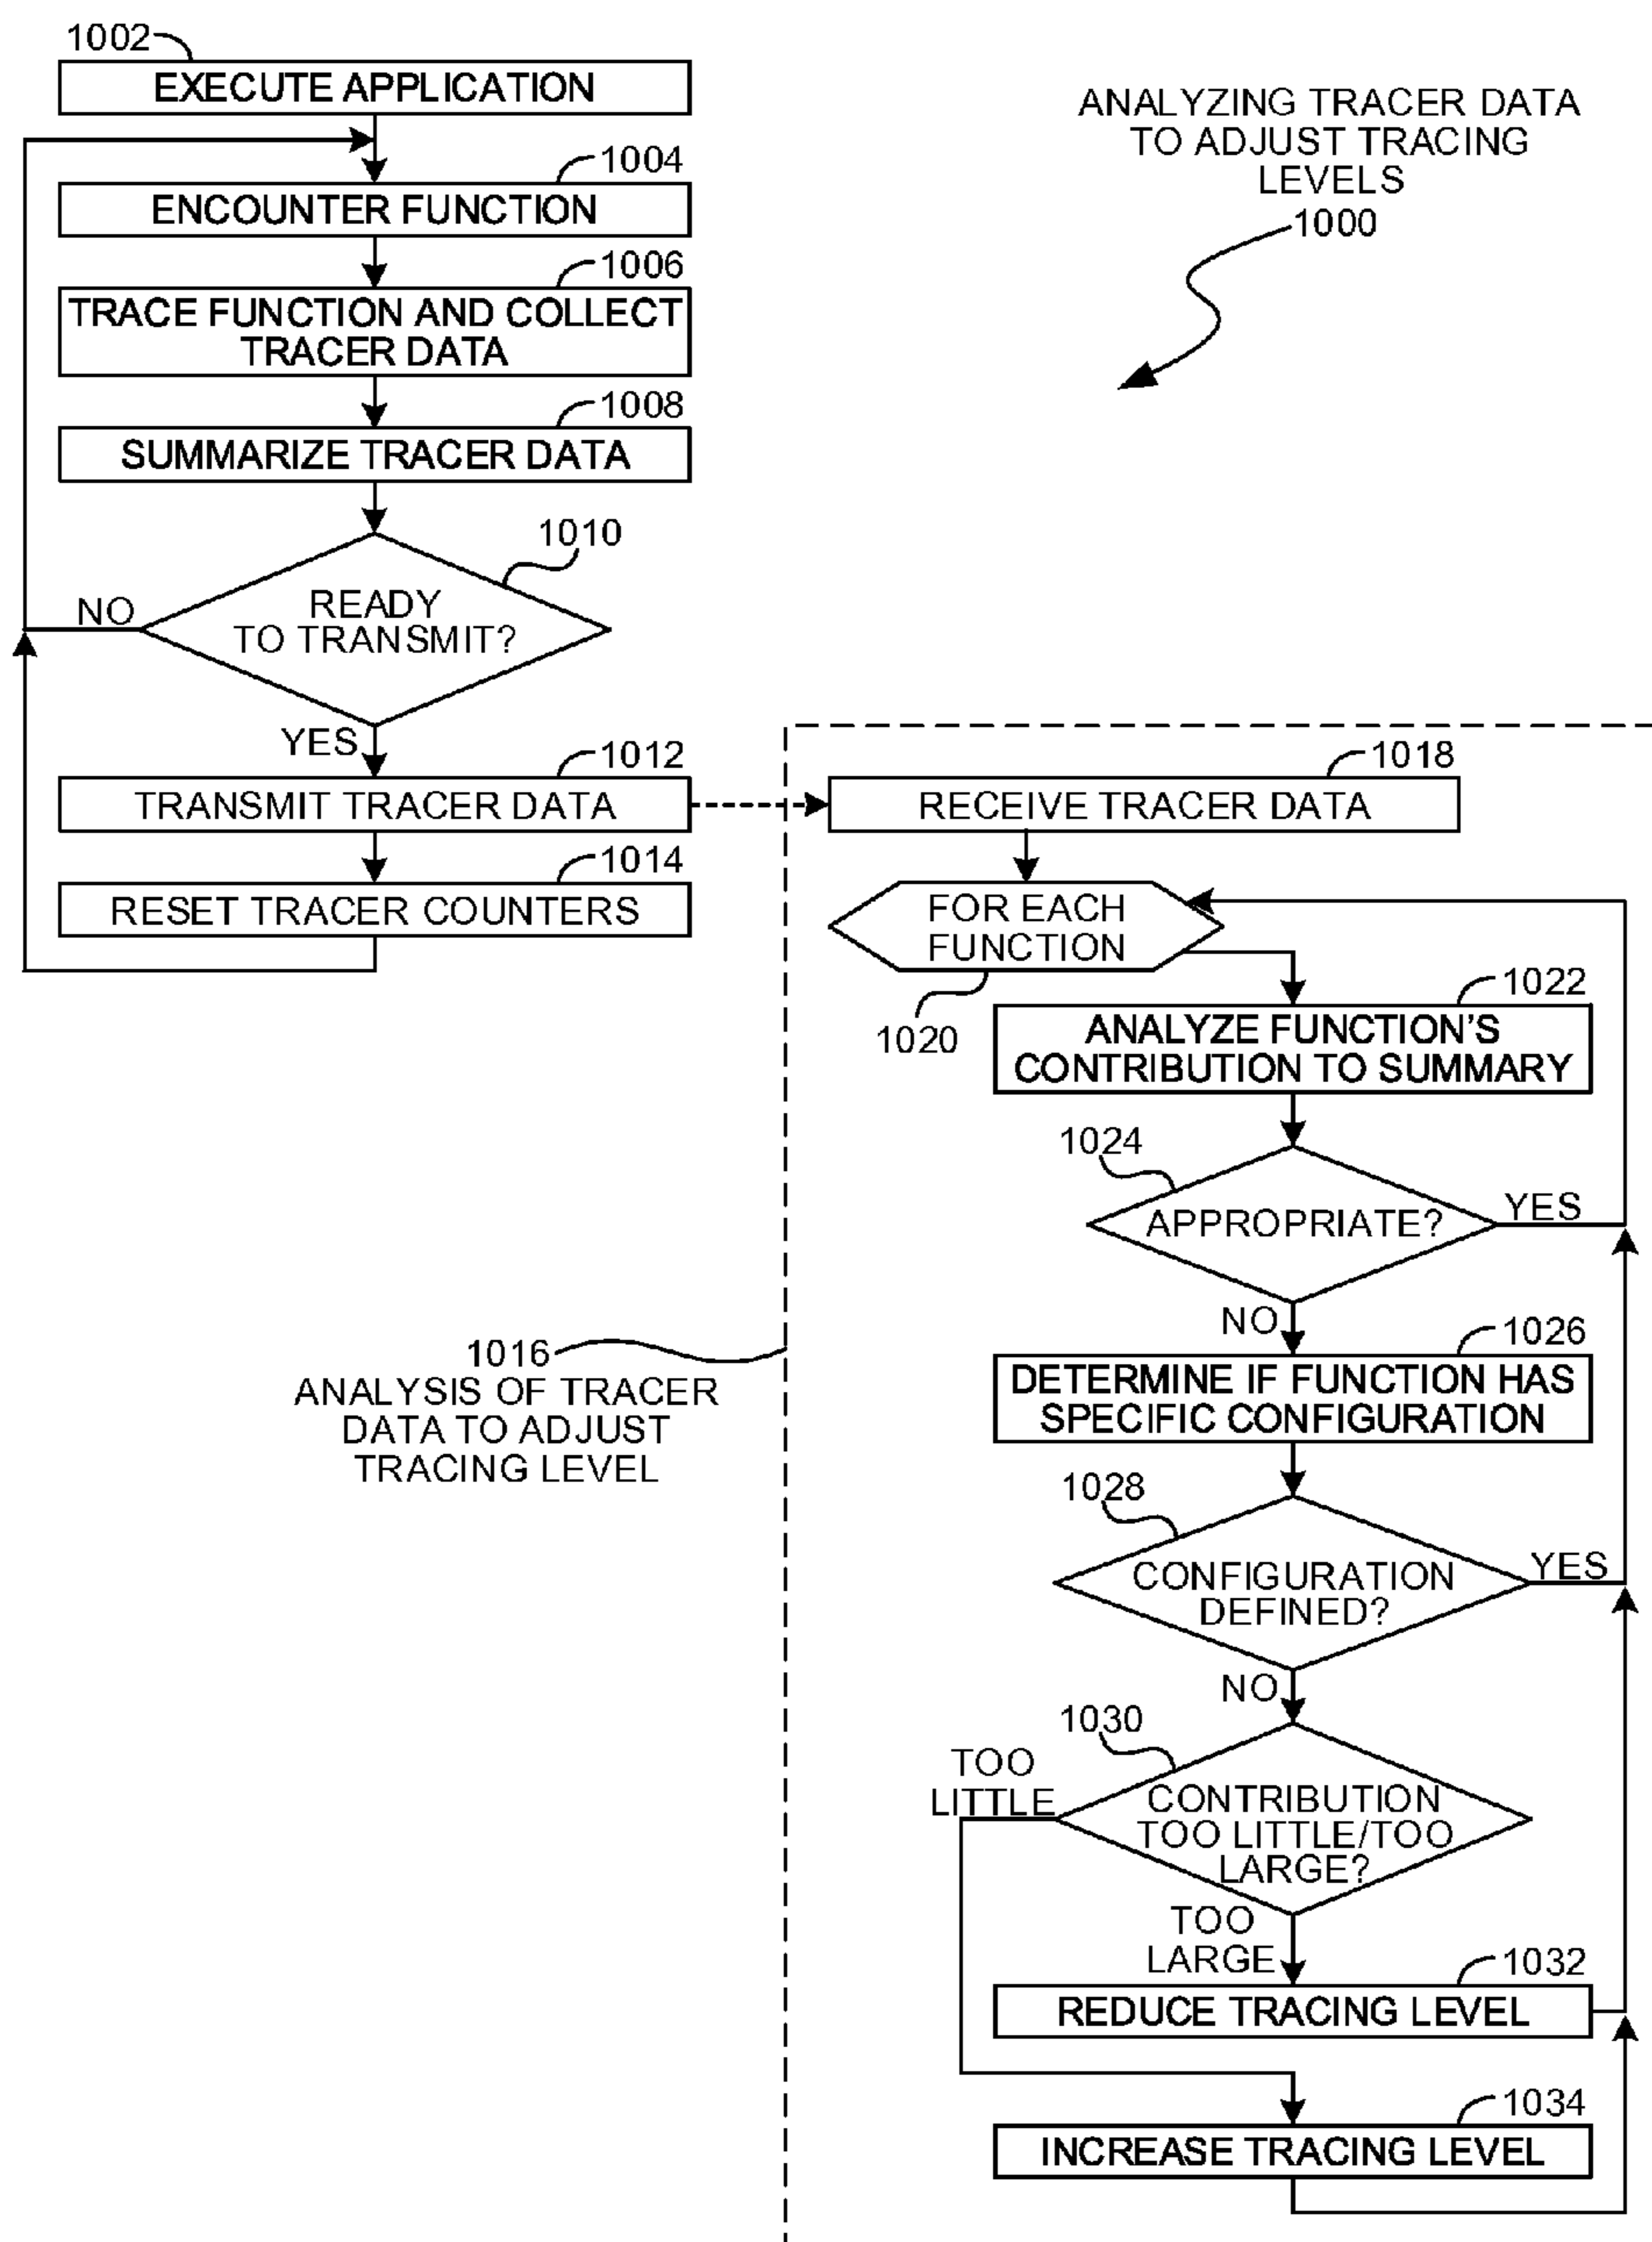 1002
EXECUTE APPLICATION
ANALYZING TRACER DATA
TO ADJUST TRACING
LEVELS
1000
1004
ENCOUNTER FUNCTION
1006
TRACE FUNCTION AND COLLECT
TRACER DATA
1008
SUMMARIZE TRACER DATA
1010
READY
TO TRANSMIT?
NO
YES
1012
TRANSMIT TRACER DATA
1014
RESET TRACER COUNTERS
1016
ANALYSIS OF TRACER
DATA TO ADJUST
TRACING LEVEL
1018
RECEIVE TRACER DATA
FOR EACH
FUNCTION
1020
1022
ANALYZE FUNCTION'S
CONTRIBUTION TO SUMMARY
1024
APPROPRIATE?
YES
NO
1026
DETERMINE IF FUNCTION HAS
SPECIFIC CONFIGURATION
1028
CONFIGURATION
DEFINED?
YES
NO
1030
TOO
LITTLE
CONTRIBUTION
TOO LITTLE/TOO
LARGE?
TOO
LARGE
1032
REDUCE TRACING LEVEL
1034
INCREASE TRACING LEVEL